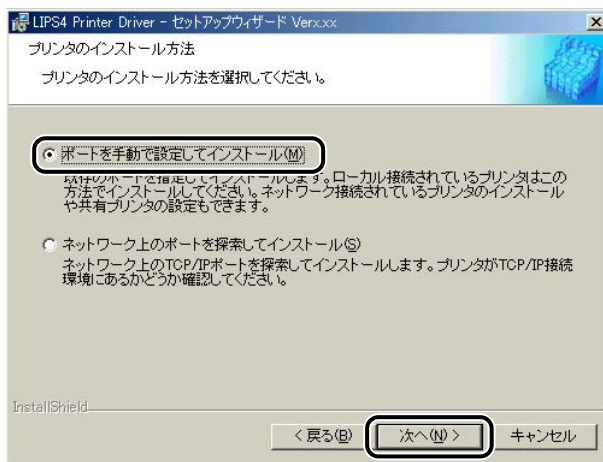 LIPS4 Printer Driver - セットアップウィザード Verx.xx
プリンタのインストール方法
プリンタのインストール方法を選択してください。
ポートを手動で設定してインストール(M)
既存のポートを指定してインストールします。ローカル接続されているプリンタはこの
方法でインストールしてください。ネットワーク接続されているプリンタのインストール
や共有プリンタの設定もできます。
ネットワーク上のポートを探索してインストール(S)
ネットワーク上のTCP/IPポートを探索してインストールします。プリンタがTCP/IP接続
環境にあるかどうか確認してください。
InstallShield
< 戻る(B)
次へ(N) >
キャンセル